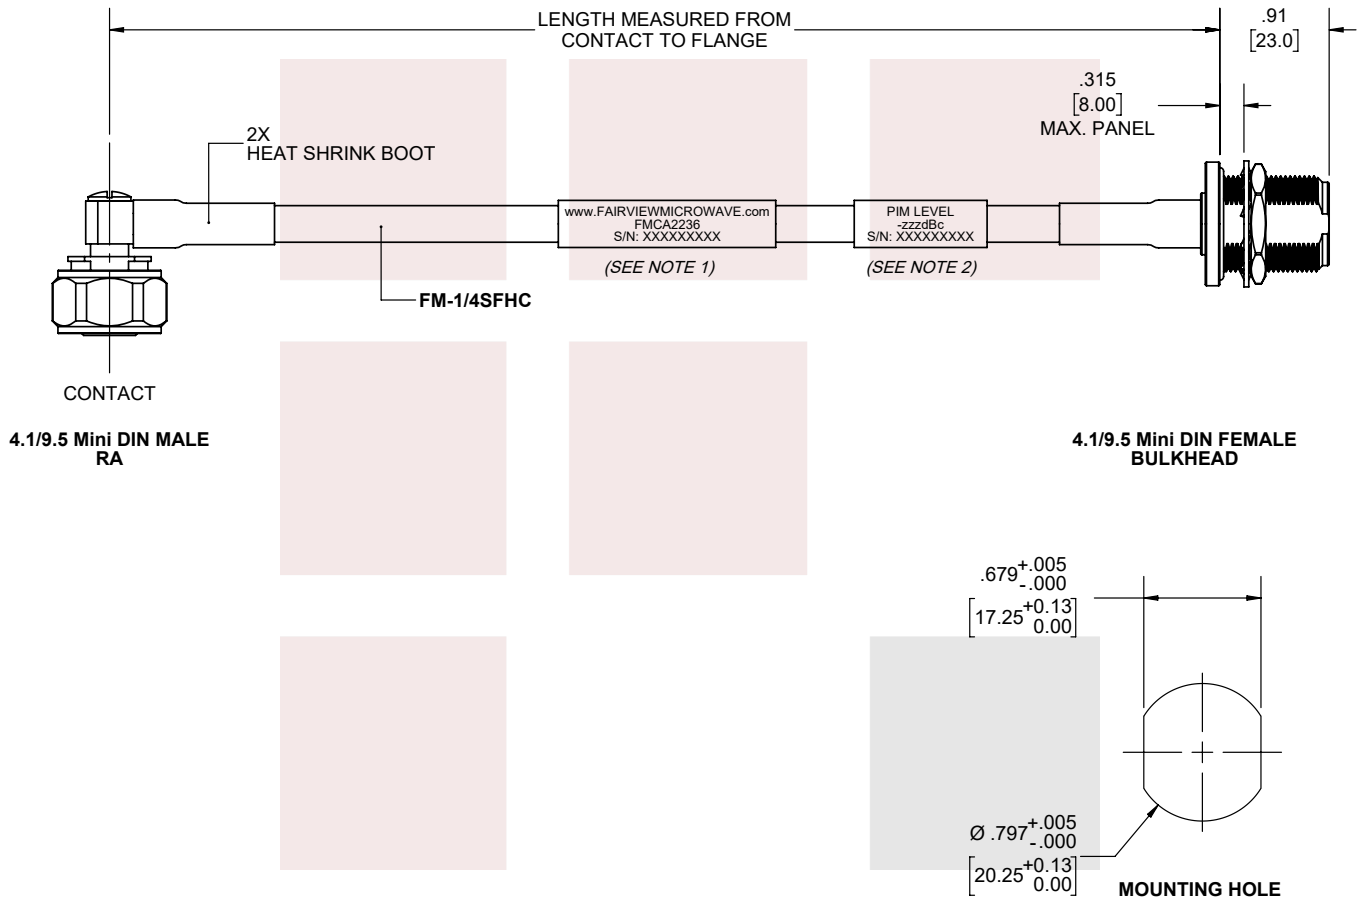 LENGTH MEASURED FROM
CONTACT TO FLANGE
.91
[23.0]
.315
[8.00]
MAX. PANEL
2X
HEAT SHRINK BOOT
www.FAIRVIEWMICROWAVE.com
FMCA2236
S/N: XXXXXXXXX
PIM LEVEL
-zzzdBc
S/N: XXXXXXXXX
(SEE NOTE 1)
(SEE NOTE 2)
FM-1/4SFHC
CONTACT
4.1/9.5 Mini DIN MALE
RA
4.1/9.5 Mini DIN FEMALE
BULKHEAD
.679 +.005
-.000
[17.25 +0.13
0.00]
Ø .797 +.005
-.000
[20.25 +0.13
0.00]
MOUNTING HOLE